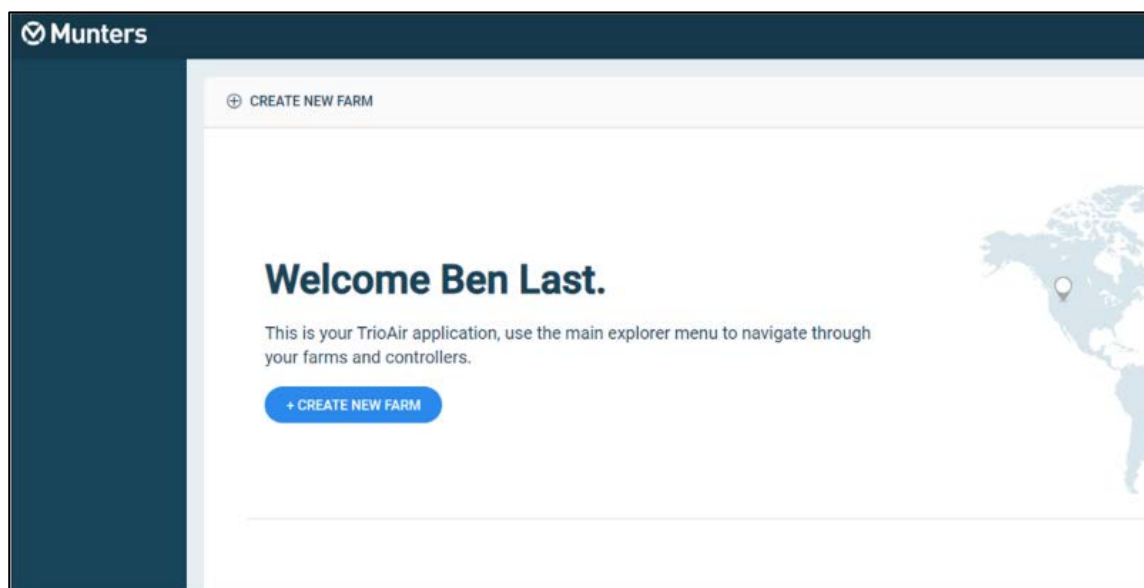 Munters
CREATE NEW FARM
Welcome Ben Last.
This is your TrioAir application, use the main explorer menu to navigate through
your farms and controllers.
+ CREATE NEW FARM